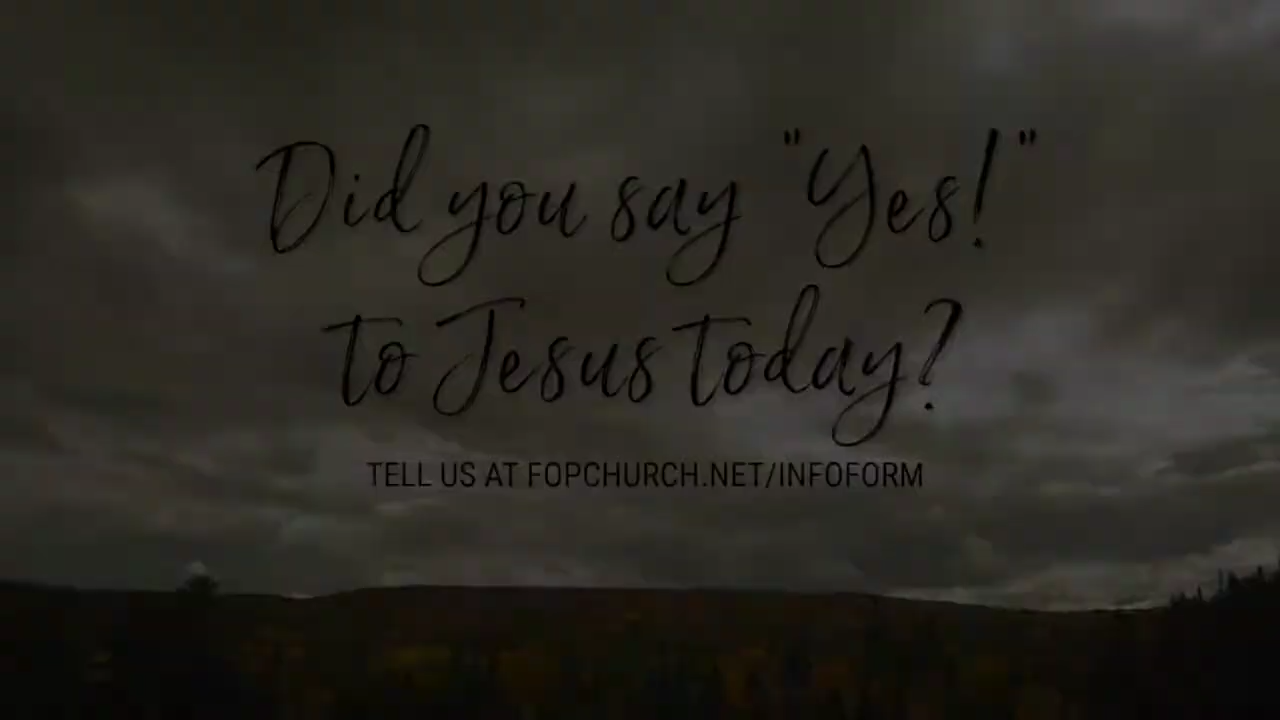 Did you say "Yes!"
to Jesus today?
TELL US AT FOPCHURCH.NET/INFOFORM